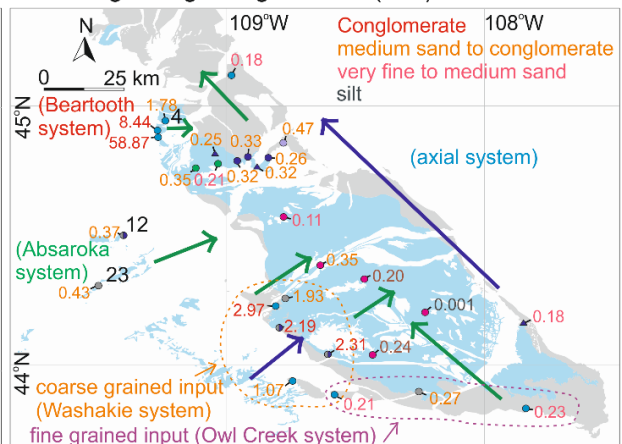 109°W
108°W
N
0 25 km
45°N
44°N
Conglomerate
medium sand to conglomerate
very fine to medium sand
silt
(Beartooth
system)
(axial system)
(Absaroka
system)
0.18
1.78
4
8.44
58.87
0.25
0.33
0.47
0.26
0.35
0.21
0.32
0.32
0.11
0.37
12
23
0.43
0.35
0.20
1.93
2.97
2.19
0.001
0.18
2.31
0.24
1.07
0.21
0.27
0.23
coarse grained input
(Washakie system)
fine grained input (Owl Creek system)